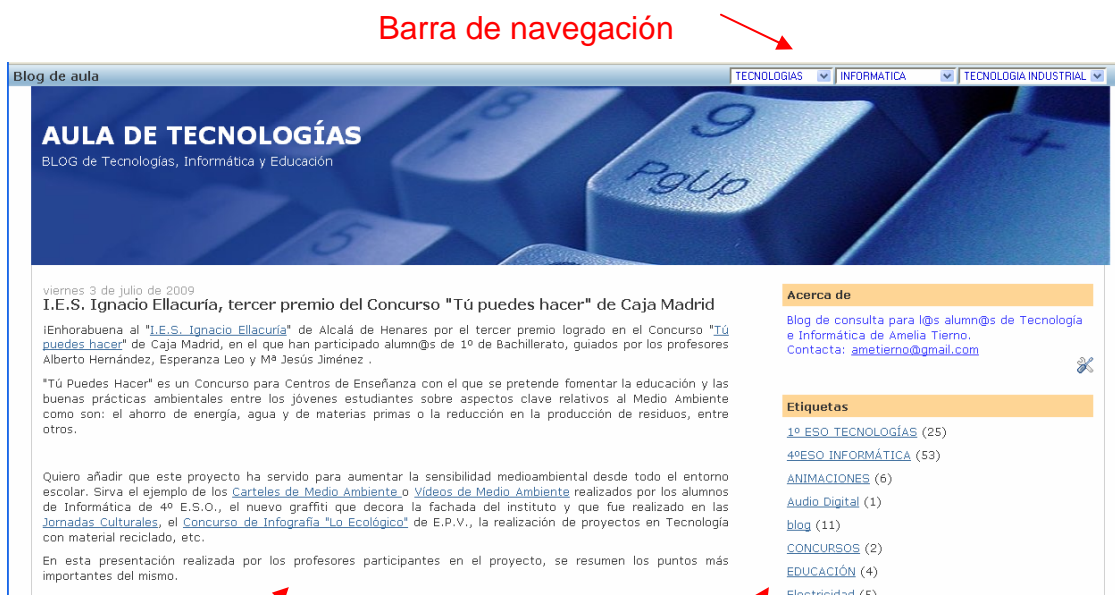 Barra de navegación
Blog de aula
TECNOLOGIAS
INFORMATICA
TECNOLOGIA INDUSTRIAL
9
PgUp
8
5
+
AULA DE TECNOLOGÍAS
BLOG de Tecnologías, Informática y Educación
viernes 3 de julio de 2009
I.E.S. Ignacio Ellacuría, tercer premio del Concurso "Tú puedes hacer" de Caja Madrid
¡Enhorabuena al "I.E.S. Ignacio Ellacuría" de Alcalá de Henares por el tercer premio logrado en el Concurso "Tú
puedes hacer" de Caja Madrid, en el que han participado alumn@s de 1º de Bachillerato, guiados por los profesores
Alberto Hernández, Esperanza Leo y Mª Jesús Jiménez .
"Tú Puedes Hacer" es un Concurso para Centros de Enseñanza con el que se pretende fomentar la educación y las
buenas prácticas ambientales entre los jóvenes estudiantes sobre aspectos clave relativos al Medio Ambiente
como son: el ahorro de energía, agua y de materias primas o la reducción en la producción de residuos, entre
otros.
Quiero añadir que este proyecto ha servido para aumentar la sensibilidad medioambiental desde todo el entorno
escolar. Sirva el ejemplo de los Carteles de Medio Ambiente o Vídeos de Medio Ambiente realizados por los alumnos
de Informática de 4º E.S.O., el nuevo graffiti que decora la fachada del instituto y que fue realizado en las
Jornadas Culturales, el Concurso de Infografía "Lo Ecológico" de E.P.V., la realización de proyectos en Tecnología
con material reciclado, etc.
En esta presentación realizada por los profesores participantes en el proyecto, se resumen los puntos más
importantes del mismo.
Acerca de
Blog de consulta para l@s alumn@s de Tecnología
e Informática de Amelia Tierno.
Contacta: ametierno@gmail.com
Etiquetas
1º ESO TECNOLOGÍAS (25)
4ºESO INFORMÁTICA (53)
ANIMACIONES (6)
Audio Digital (1)
blog (11)
CONCURSOS (2)
EDUCACIÓN (4)
Electricidad (5)